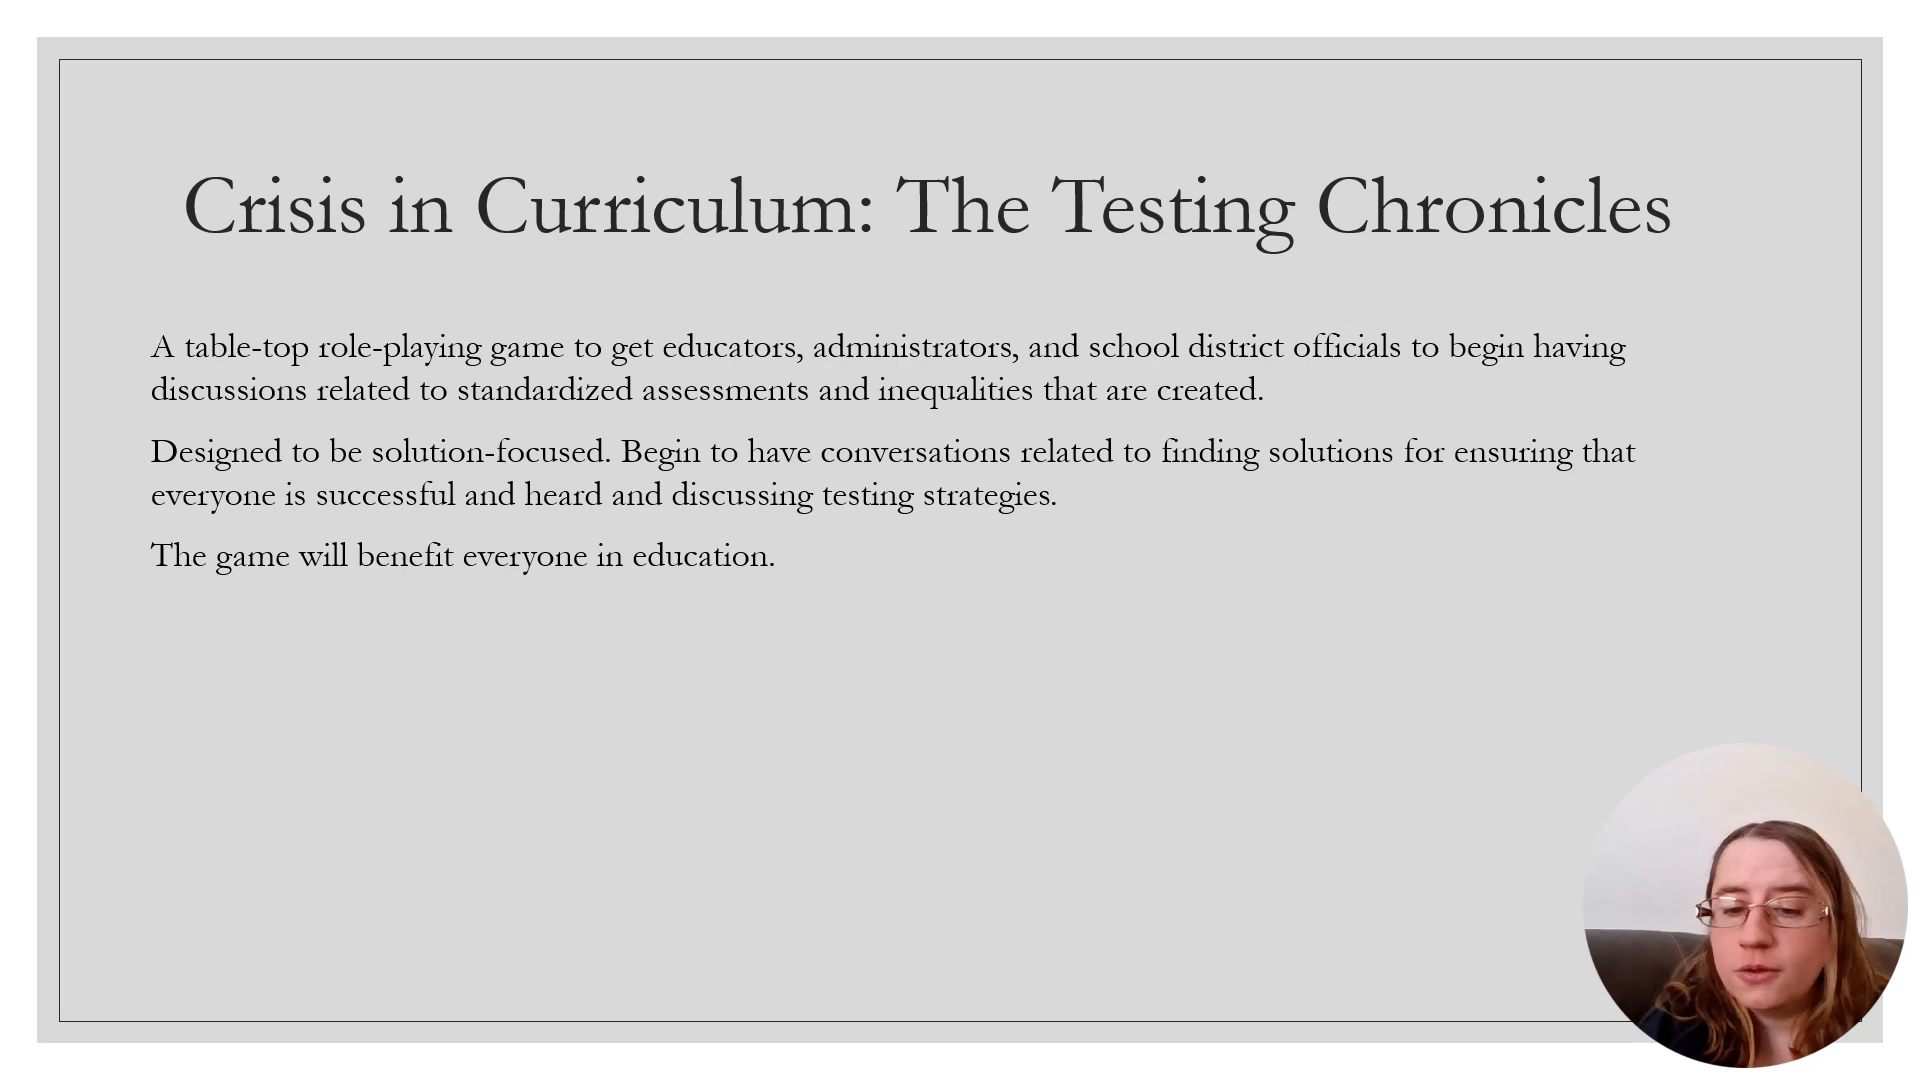 Crisis in Curriculum: The Testing Chronicles
A table-top role-playing game to get educators, administrators, and school district officials to begin having
discussions related to standardized assessments and inequalities that are created.
Designed to be solution-focused. Begin to have conversations related to finding solutions for ensuring that
everyone is successful and heard and discussing testing strategies.
The game will benefit everyone in education.